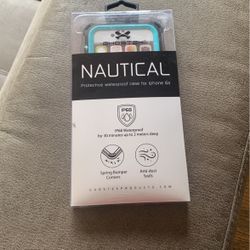 GHOSTEK
NAUTICAL
Protective waterproof case for iphone 6s
IP68
IP68 Waterproof
for 30 minutes up to 2 meters deep
Spring Bumper
Corners
Anti-dust
Seals
GHOSTEKPRODUCTS.COM